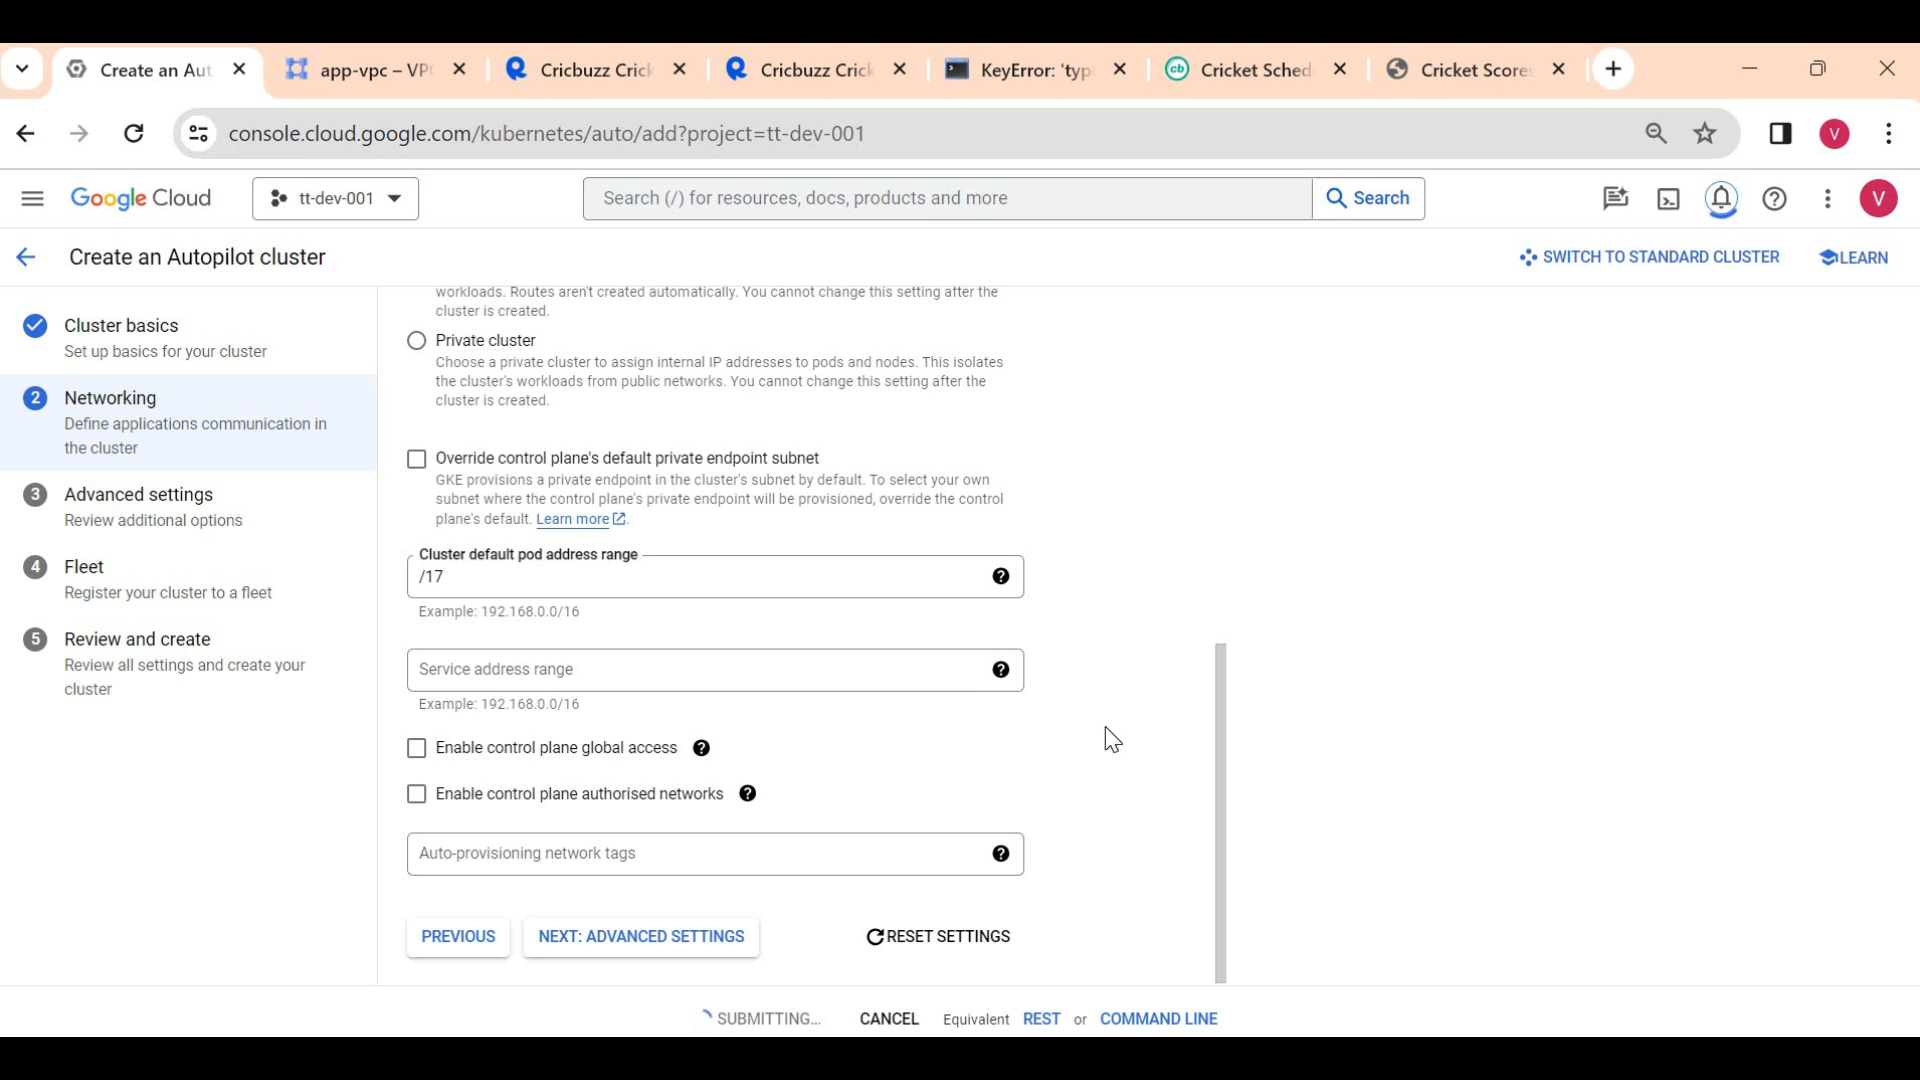 Create an Aut
app-vpc – VPC
Cricbuzz Crick
Cricbuzz Crick
KeyError: 'typ
cb
Cricket Sched
Cricket Score
console.cloud.google.com/kubernetes/auto/add?project=tt-dev-001
V
Google Cloud
tt-dev-001
Search (/) for resources, docs, products and more
Search
V
Create an Autopilot cluster
SWITCH TO STANDARD CLUSTER
LEARN
Cluster basics
Set up basics for your cluster
2
Networking
Define applications communication in
the cluster
3
Advanced settings
Review additional options
4
Fleet
Register your cluster to a fleet
5
Review and create
Review all settings and create your
cluster
workloads. Routes aren't created automatically. You cannot change this setting after the
cluster is created.
Private cluster
Choose a private cluster to assign internal IP addresses to pods and nodes. This isolates
the cluster's workloads from public networks. You cannot change this setting after the
cluster is created.
Override control plane's default private endpoint subnet
GKE provisions a private endpoint in the cluster's subnet by default. To select your own
subnet where the control plane's private endpoint will be provisioned, override the control
plane's default. Learn more.
Cluster default pod address range
/17
Example: 192.168.0.0/16
Service address range
Example: 192.168.0.0/16
Enable control plane global access
Enable control plane authorised networks
Auto-provisioning network tags
PREVIOUS
NEXT: ADVANCED SETTINGS
RESET SETTINGS
SUBMITTING...
CANCEL
Equivalent REST or COMMAND LINE